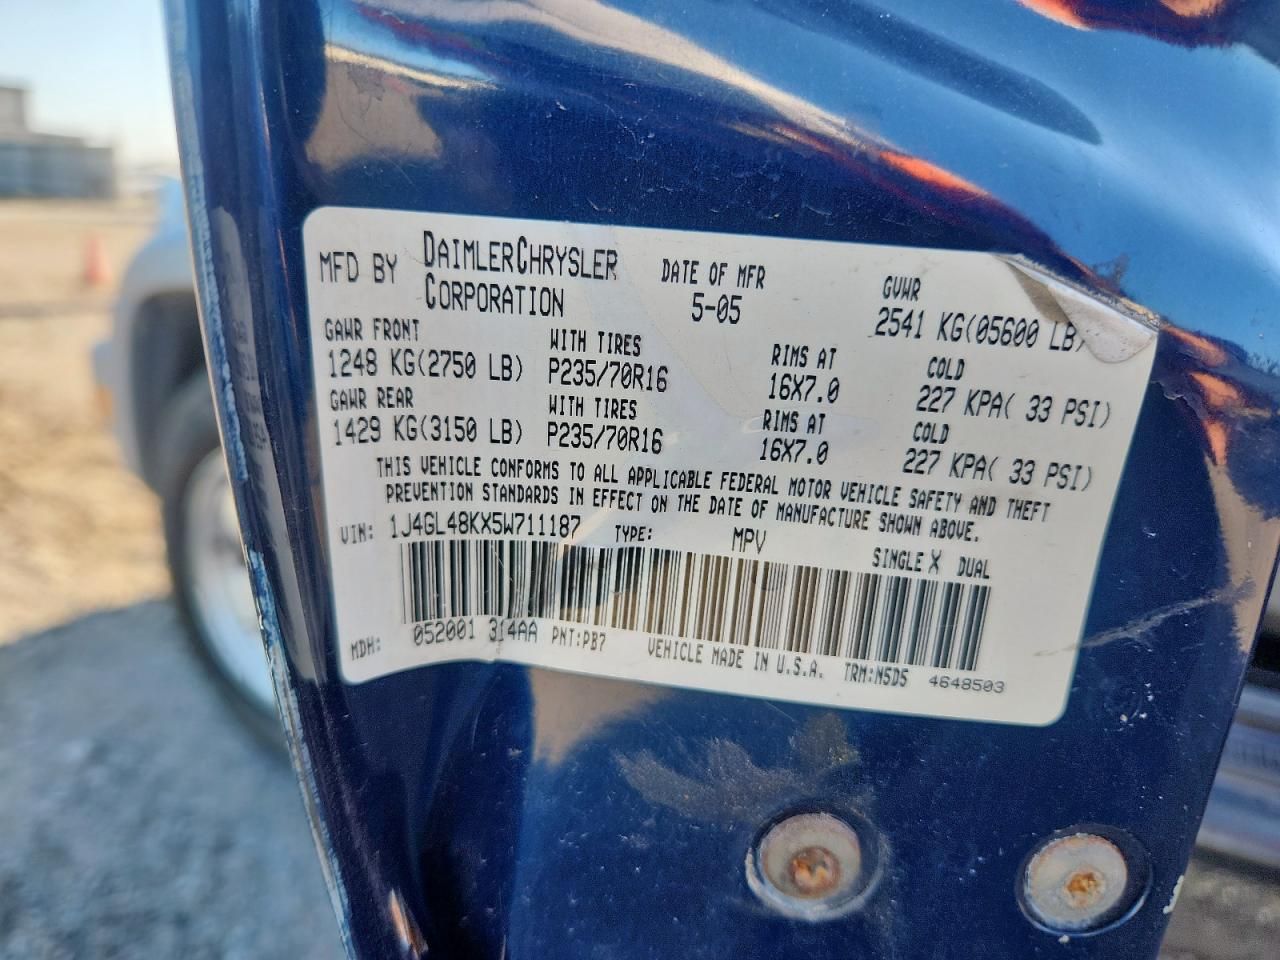 MFD BY DAIMLERCHRYSLER CORPORATION DATE OF MFR 5-05 GVWR 2541 KG(05600 LB)
GAWR FRONT WITH TIRES RIMS AT COLD
1248 KG(2750 LB) P235/70R16 16X7.0 227 KPA( 33 PSI)
GAWR REAR WITH TIRES RIMS AT COLD
1429 KG(3150 LB) P235/70R16 16X7.0 227 KPA( 33 PSI)
THIS VEHICLE CONFORMS TO ALL APPLICABLE FEDERAL MOTOR VEHICLE SAFETY AND THEFT
PREVENTION STANDARDS IN EFFECT ON THE DATE OF MANUFACTURE SHOWN ABOVE.
VIN: 1J4GL48KX5W711187 TYPE: MPV SINGLE X DUAL
MDH: 052001 314AA PNT:PB7 VEHICLE MADE IN U.S.A. TRM:N5D5 4648503